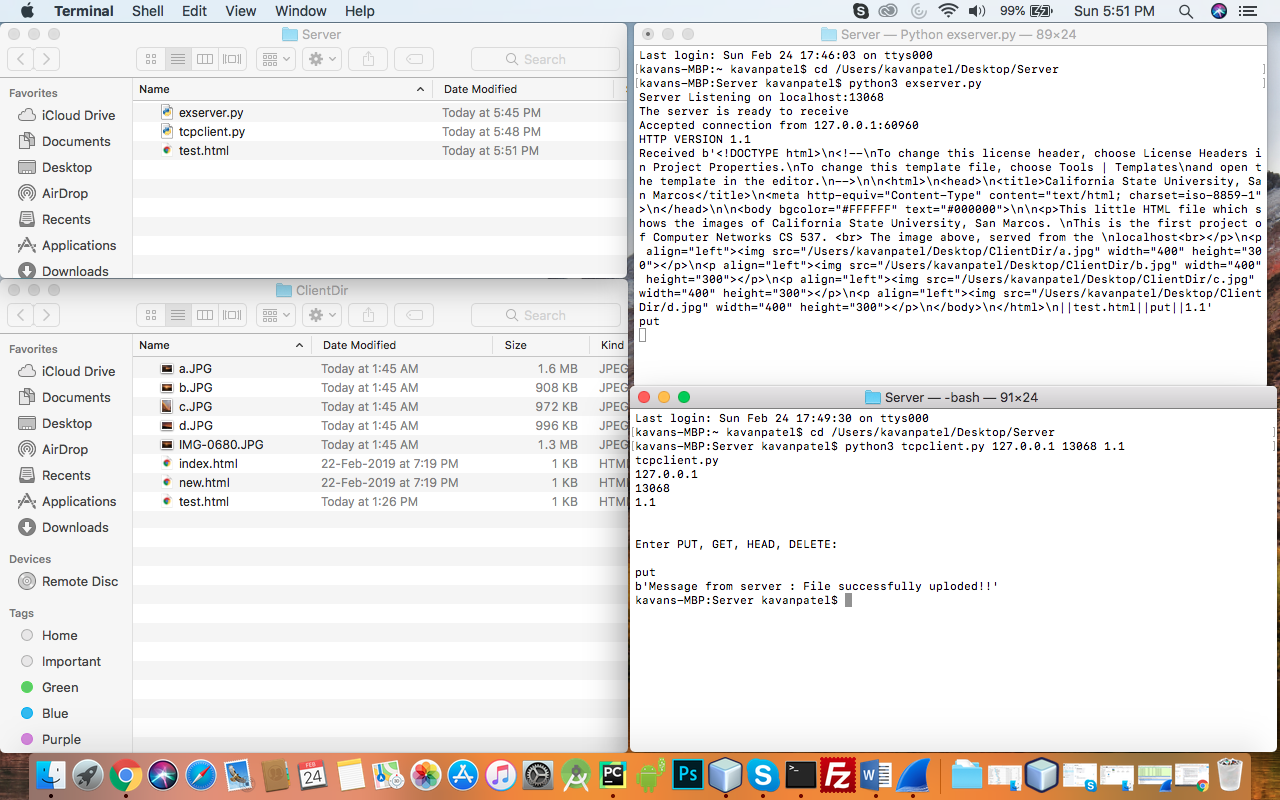 Terminal Shell Edit View Window Help 99% Sun 5:51 PM
Server
Search
Favorites
iCloud Drive
Documents
Desktop
AirDrop
Recents
Applications
Downloads
Name Date Modified
exserver.py Today at 5:45 PM
tcpclient.py Today at 5:48 PM
test.html Today at 5:51 PM
ClientDir
Search
Favorites
iCloud Drive
Documents
Desktop
AirDrop
Recents
Applications
Downloads
Devices
Remote Disc
Tags
Home
Important
Green
Blue
Purple
Name Date Modified Size Kind
a.JPG Today at 1:45 AM 1.6 MB JPEG
b.JPG Today at 1:45 AM 908 KB JPEG
c.JPG Today at 1:45 AM 972 KB JPEG
d.JPG Today at 1:45 AM 996 KB JPEG
IMG-0680.JPG Today at 1:45 AM 1.3 MB JPEG
index.html 22-Feb-2019 at 7:19 PM 1 KB HTM
new.html 22-Feb-2019 at 7:19 PM 1 KB HTM
test.html Today at 1:26 PM 1 KB HTM
Server — Python exserver.py — 89×24
Last login: Sun Feb 24 17:46:03 on ttys000
[kavans-MBP:~ kavanpatel$ cd /Users/kavanpatel/Desktop/Server ]
[kavans-MBP:Server kavanpatel$ python3 exserver.py ]
Server Listening on localhost:13068
The server is ready to receive
Accepted connection from 127.0.0.1:60960
HTTP VERSION 1.1
Received b'<!DOCTYPE html>\n<!--\nTo change this license header, choose License Headers i
n Project Properties.\nTo change this template file, choose Tools | Templates\nand open t
he template in the editor.\n-->\n\n<html>\n<head>\n<title>California State University, Sa
n Marcos</title>\n<meta http-equiv="Content-Type" content="text/html; charset=iso-8859-1"
>\n</head>\n\n<body bgcolor="#FFFFFF" text="#000000">\n\n<p>This little HTML file which s
hows the images of California State University, San Marcos. \nThis is the first project o
f Computer Networks CS 537. <br> The image above, served from the \nlocalhost<br></p>\n<p
 align="left"><img src="/Users/kavanpatel/Desktop/ClientDir/a.jpg" width="400" height="30
0"></p>\n<p align="left"><img src="/Users/kavanpatel/Desktop/ClientDir/b.jpg" width="400"
 height="300"></p>\n<p align="left"><img src="/Users/kavanpatel/Desktop/ClientDir/c.jpg"
width="400" height="300"></p>\n<p align="left"><img src="/Users/kavanpatel/Desktop/Client
Dir/d.jpg" width="400" height="300"></p>\n</body>\n</html>\n||test.html||put||1.1'
put
Server — -bash — 91×24
Last login: Sun Feb 24 17:49:30 on ttys000
[kavans-MBP:~ kavanpatel$ cd /Users/kavanpatel/Desktop/Server ]
[kavans-MBP:Server kavanpatel$ python3 tcpclient.py 127.0.0.1 13068 1.1 ]
tcpclient.py
127.0.0.1
13068
1.1
Enter PUT, GET, HEAD, DELETE:
put
b'Message from server : File successfully uploded!!'
kavans-MBP:Server kavanpatel$
FEB
24
PC
Ps
S
Fz
W